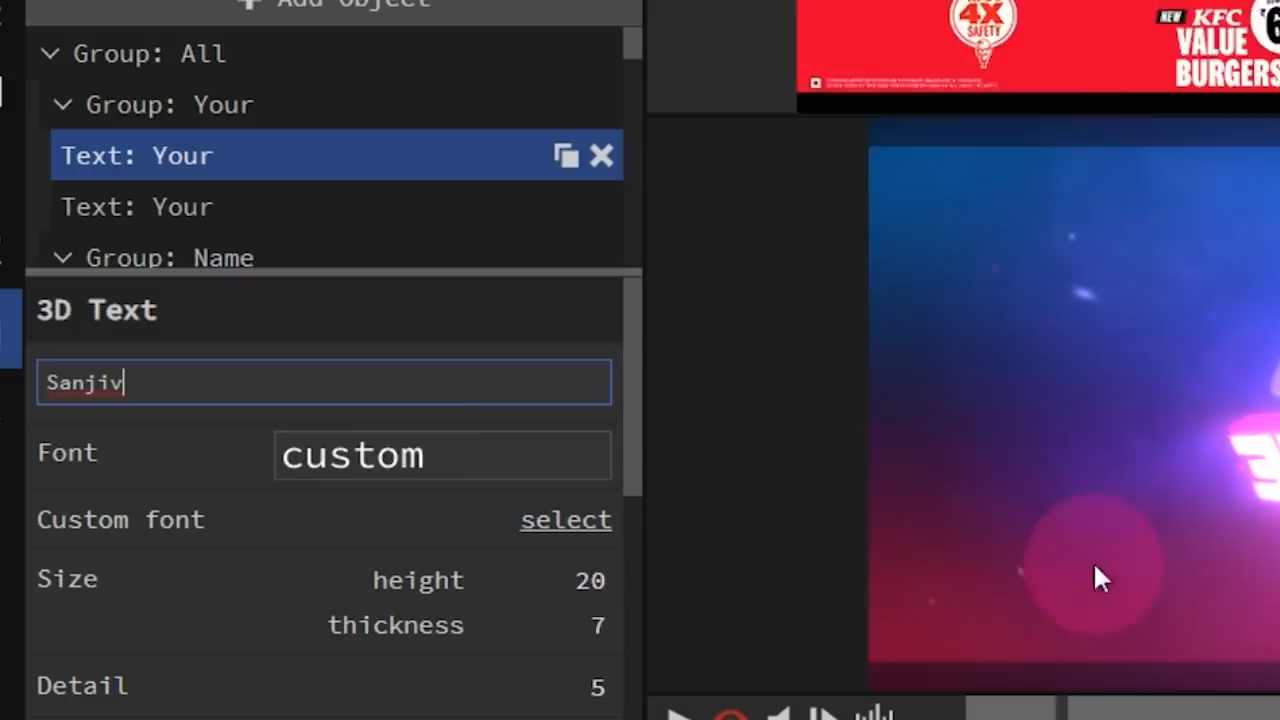 Add Object
Group: All
Group: Your
Text: Your
Text: Your
Group: Name
3D Text
Sanjiv
Font custom
Custom font select
Size height 20
thickness 7
Detail 5
4X
SAFETY
NEW KFC
VALUE
BURGERS